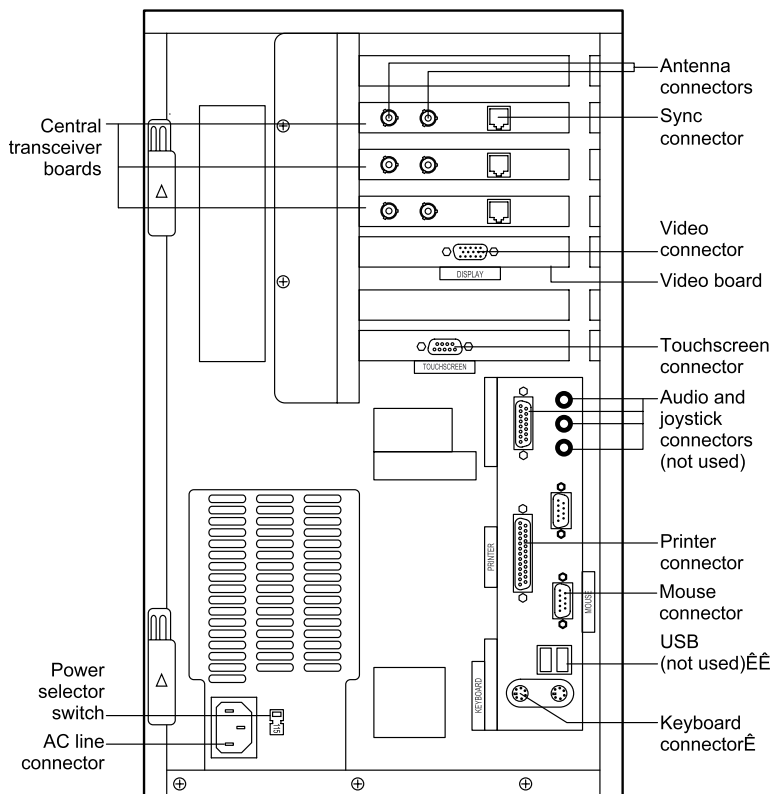 Antenna
connectors
Sync
connector
Central
transceiver
boards
Video
connector
DISPLAY
Video board
Touchscreen
connector
TOUCHSCREEN
Audio and
joystick
connectors
(not used)
PRINTER
Printer
connector
MOUSE
Mouse
connector
USB
(not used)ÊÊ
KEYBOARD
Keyboard
connectorÊ
Power
selector
switch
15
AC line
connector